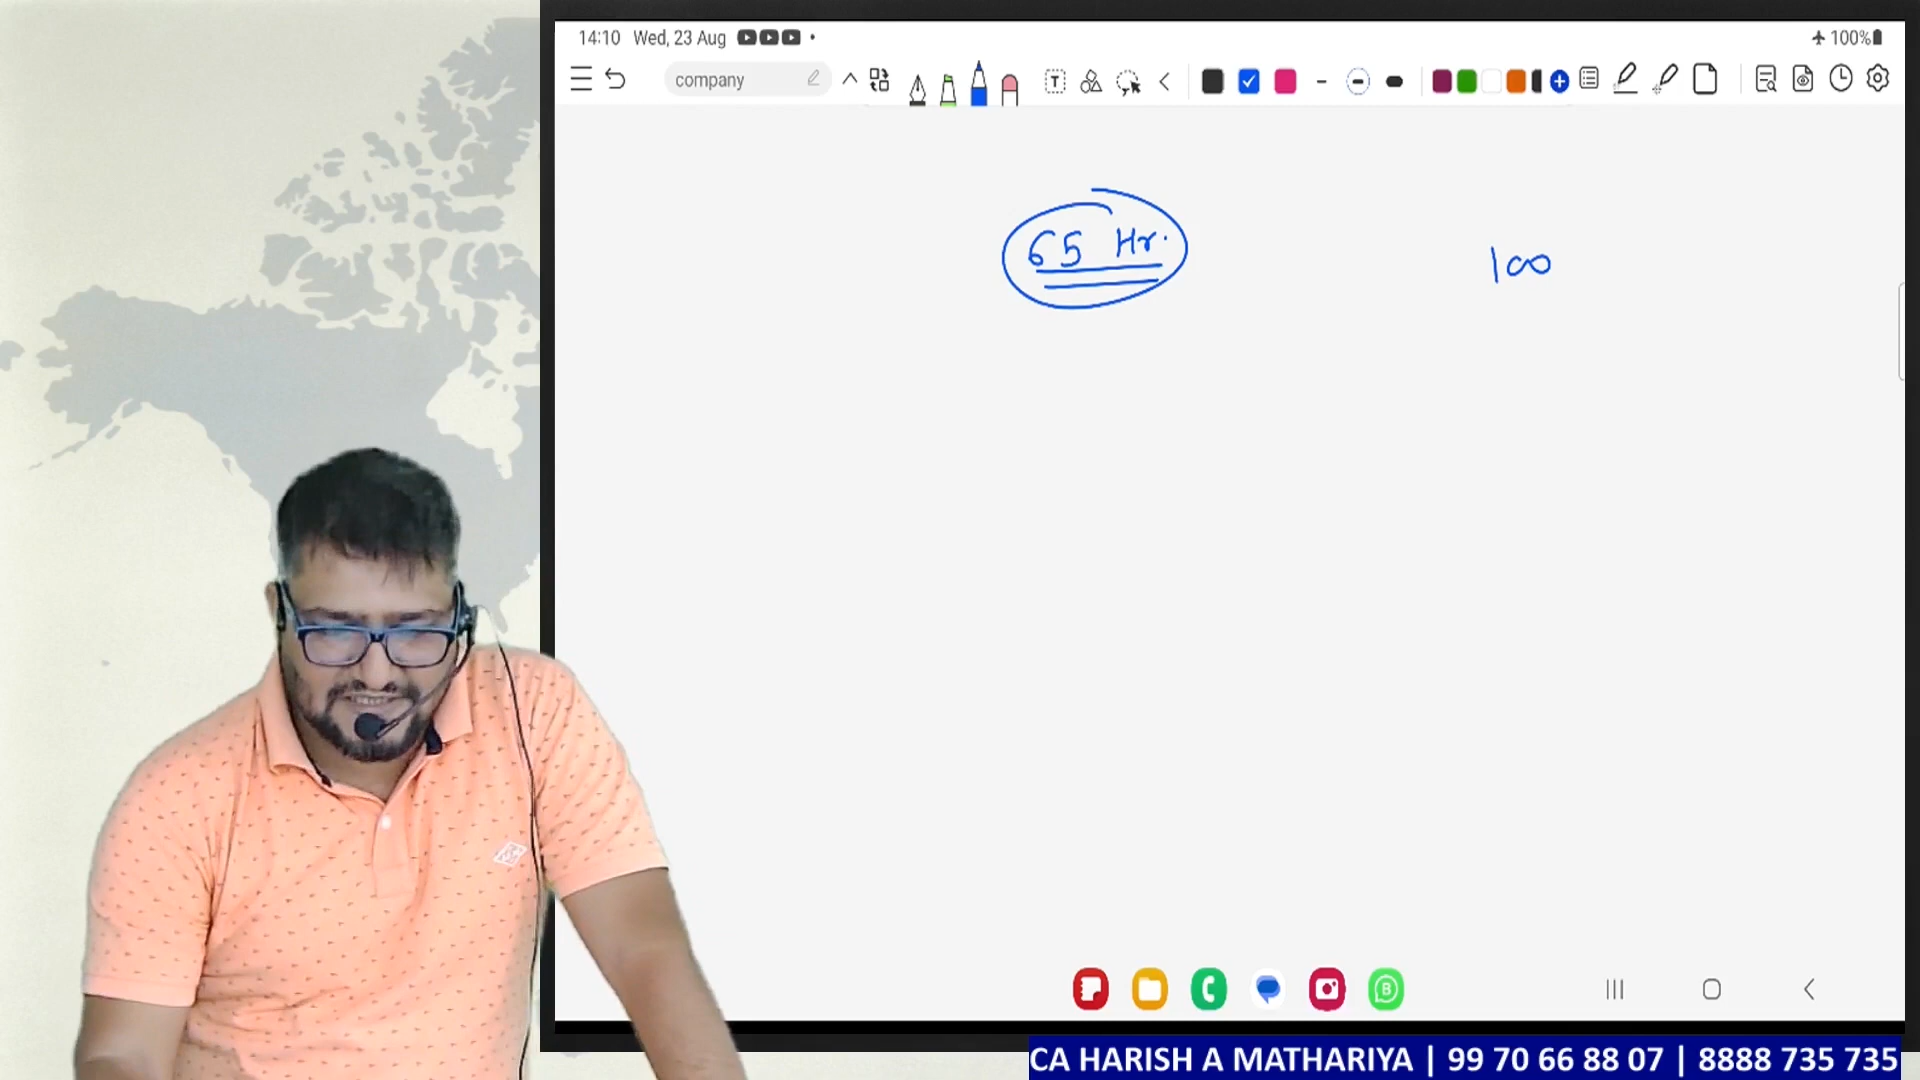 14:10 Wed, 23 Aug
100%
company
T
65 Hr.
100
B
CA HARISH A MATHARIYA | 99 70 66 88 07 | 8888 735 735